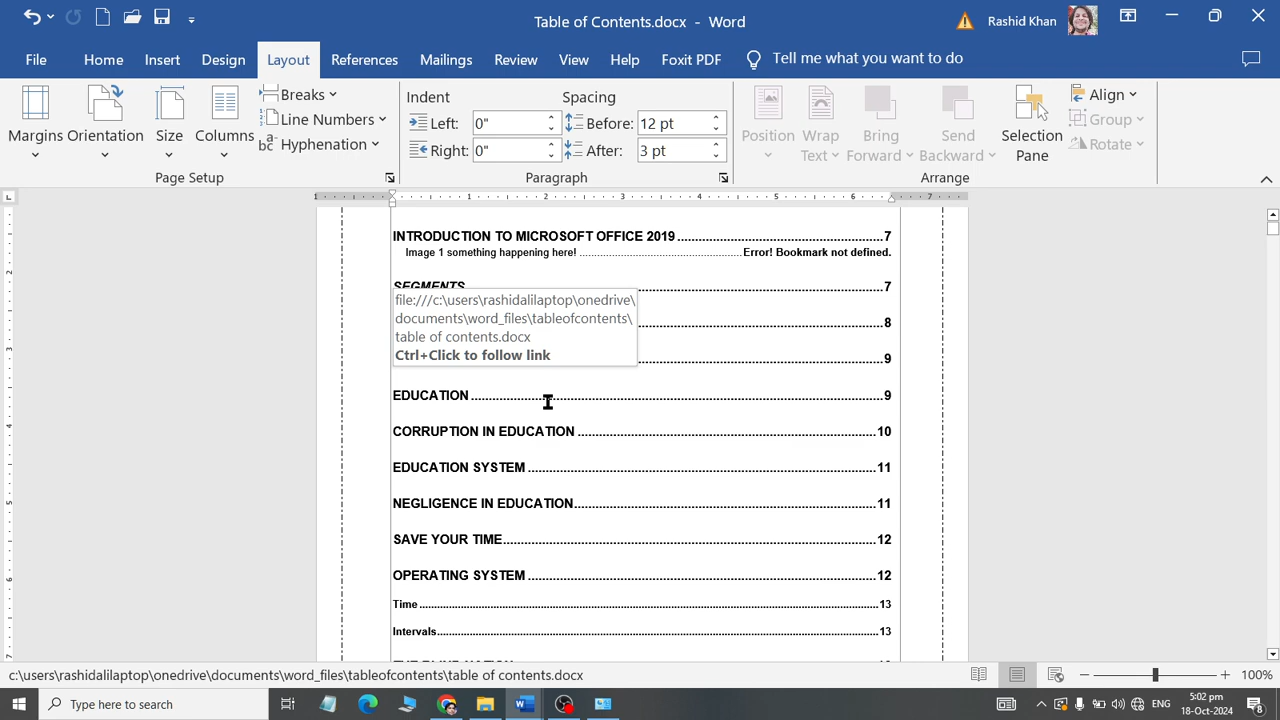 Table of Contents.docx - Word
Rashid Khan
File Home Insert Design Layout References Mailings Review View Help Foxit PDF Tell me what you want to do
Margins Orientation Size Columns
Breaks
Line Numbers
Hyphenation
Page Setup
Indent Spacing
Left: 0" Before: 12 pt
Right: 0" After: 3 pt
Paragraph
Position Wrap Text Bring Forward Send Backward Selection Pane
Align
Group
Rotate
Arrange
INTRODUCTION TO MICROSOFT OFFICE 2019 7
Image 1 something happening here! Error! Bookmark not defined.
SEGMENTS 7
file:///c:\users\rashidalilaptop\onedrive\
documents\word_files\tableofcontents\
table of contents.docx
Ctrl+Click to follow link
8
9
EDUCATION 9
CORRUPTION IN EDUCATION 10
EDUCATION SYSTEM 11
NEGLIGENCE IN EDUCATION 11
SAVE YOUR TIME 12
OPERATING SYSTEM 12
Time 13
Intervals 13
c:\users\rashidalilaptop\onedrive\documents\word_files\tableofcontents\table of contents.docx
100%
Type here to search
ENG
5:02 pm
18-Oct-2024